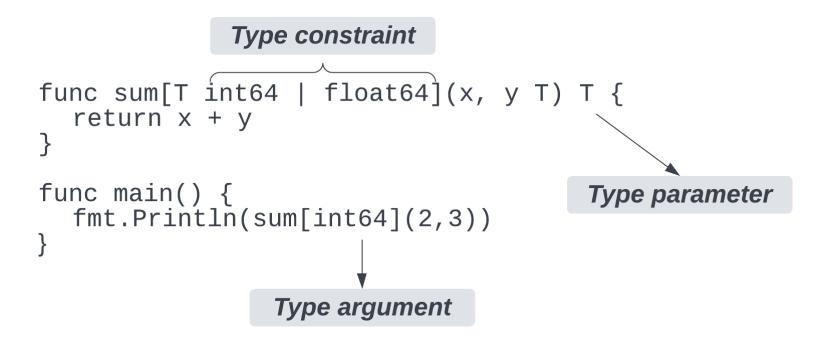 Type constraint
func sum[T int64 | float64](x, y T) T {
return x + y
}
Type parameter
func main() {
fmt.Println(sum[int64](2,3))
}
Type argument